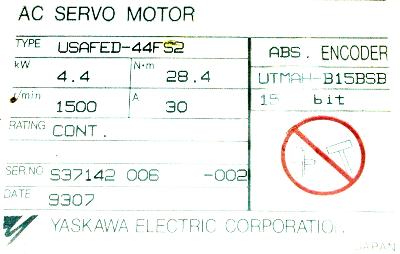 AC SERVO MOTOR
TYPE USAFED-44FS2
ABS. ENCODER
kW 4.4 N·m 28.4
UTMAH-B15BSB
r/min 1500 A 30
15 bit
RATING CONT.
SER NO S37142 006 -002
DATE 9307
YASKAWA ELECTRIC CORPORATION
JAPAN